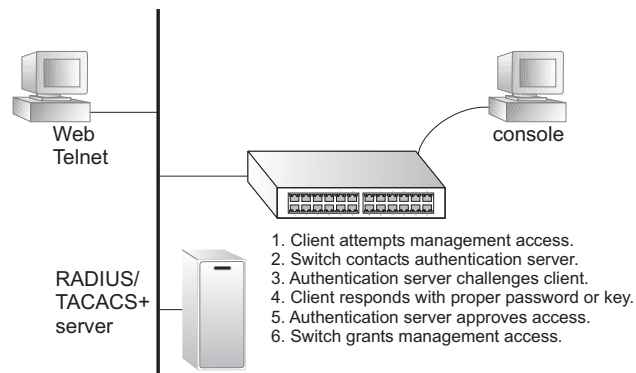 Web
Telnet
console
RADIUS/
TACACS+
server
1. Client attempts management access.
2. Switch contacts authentication server.
3. Authentication server challenges client.
4. Client responds with proper password or key.
5. Authentication server approves access.
6. Switch grants management access.